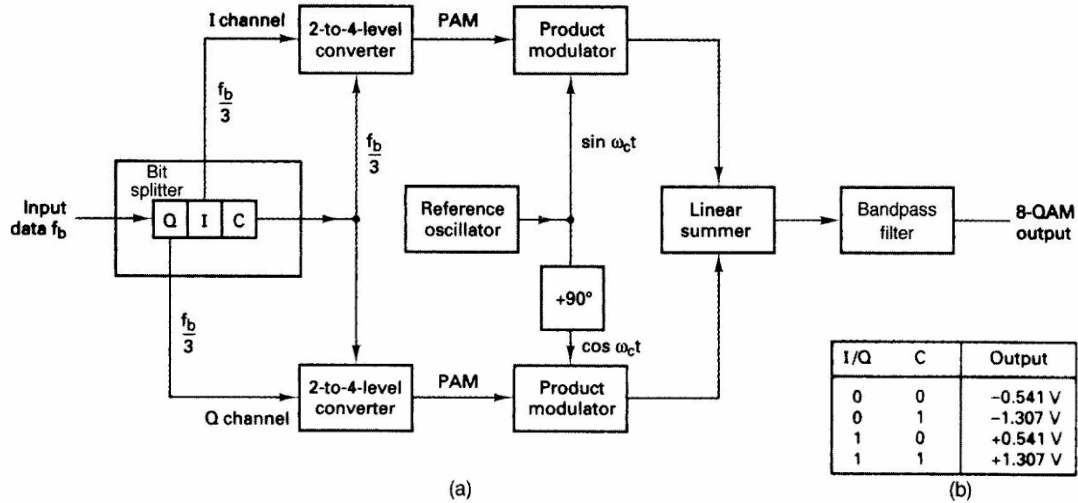 I channel
2-to-4-level
converter
PAM
Product
modulator
f_b
3
f_b
3
sin ω_c t
Bit
splitter
Input
data f_b
Q I C
Reference
oscillator
Linear
summer
Bandpass
filter
8-QAM
output
+90°
f_b
3
cos ω_c t
Q channel
2-to-4-level
converter
PAM
Product
modulator
I/Q C Output
0 0 −0.541 V
0 1 −1.307 V
1 0 +0.541 V
1 1 +1.307 V
(a)
(b)